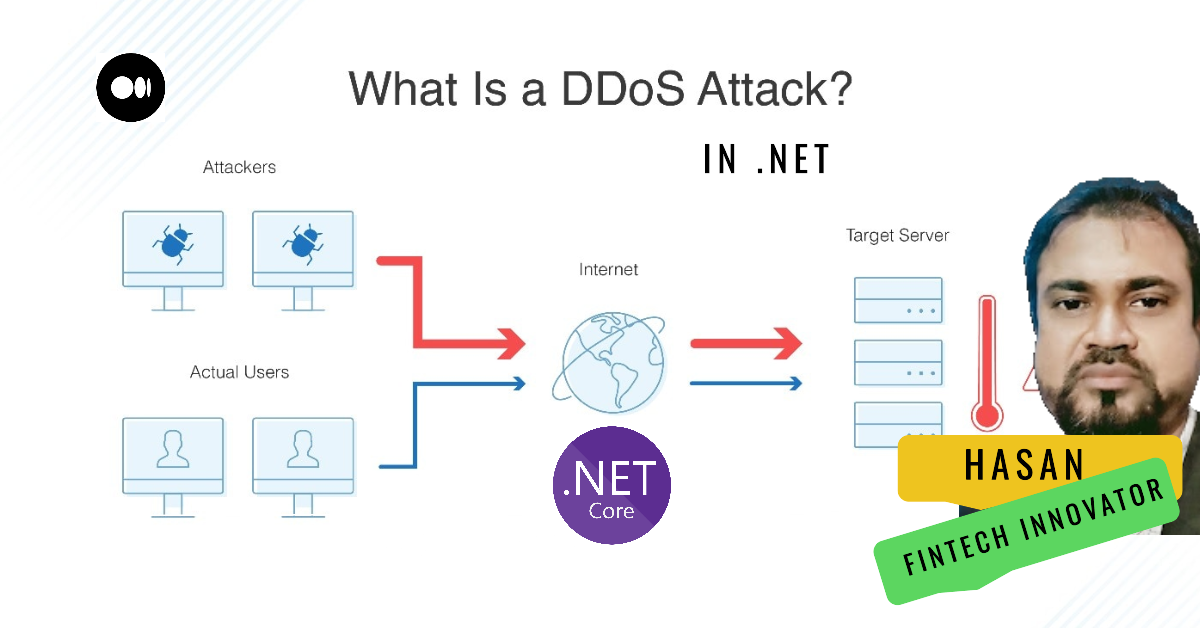 What Is a DDoS Attack?
IN .NET
Attackers
Target Server
Internet
Actual Users
.NET
Core
HASAN
FINTECH INNOVATOR